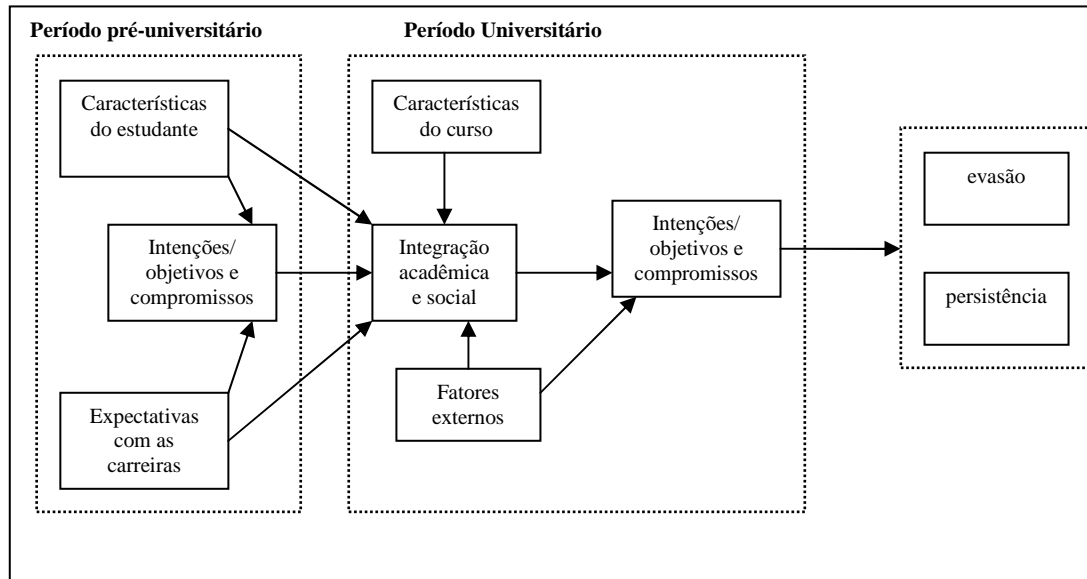 Período pré-universitário
Período Universitário
Característícas
do estudante
Intenções/
objetivos e
compromissos
Expectativas
com as
carreiras
Características
do curso
Integração
acadêmica
e social
Fatores
externos
Intenções/
objetivos e
compromissos
evasão
persistência